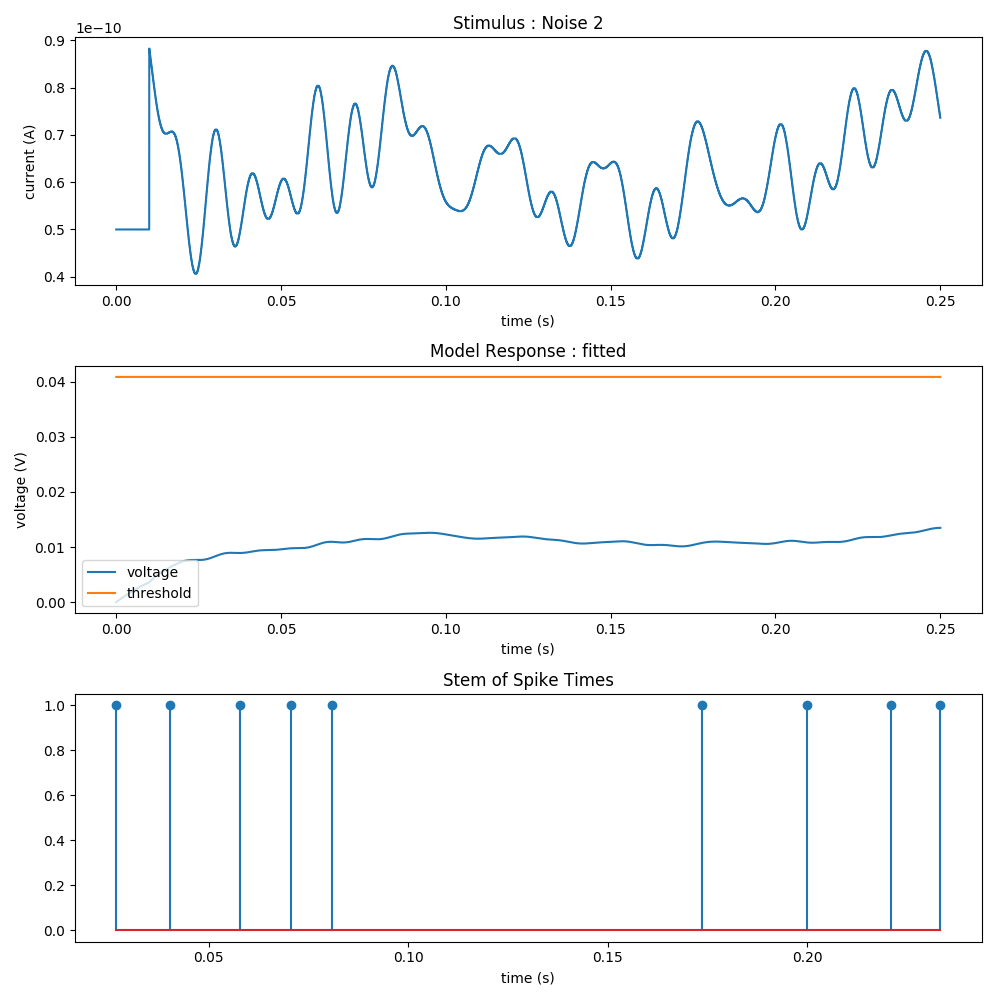 Stimulus : Noise 2
1e−10
0.9
0.8
0.7
0.6
0.5
0.4
current (A)
0.00 0.05 0.10 0.15 0.20 0.25
time (s)
Model Response : fitted
0.04
0.03
0.02
0.01
0.00
voltage (V)
voltage
threshold
0.00 0.05 0.10 0.15 0.20 0.25
time (s)
Stem of Spike Times
1.0
0.8
0.6
0.4
0.2
0.0
0.05 0.10 0.15 0.20
time (s)